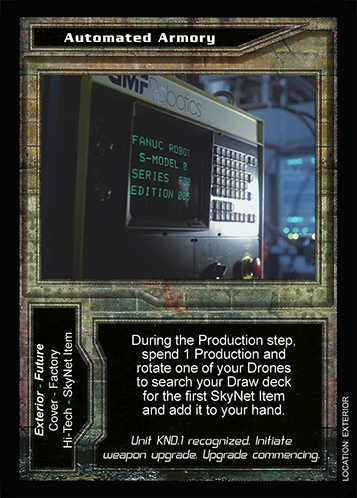 Automated Armory
GMF Robotics
FANUC ROBOT
S-MODEL 0
SERIES F30
EDITION 005
Exterior - Future
Cover - Factory
Hi-Tech - SkyNet Item
During the Production step,
spend 1 Production and
rotate one of your Drones
to search your Draw deck
for the first SkyNet Item
and add it to your hand.
Unit KN0.1 recognized. Initiate
weapon upgrade. Upgrade commencing.
LOCATION: EXTERIOR